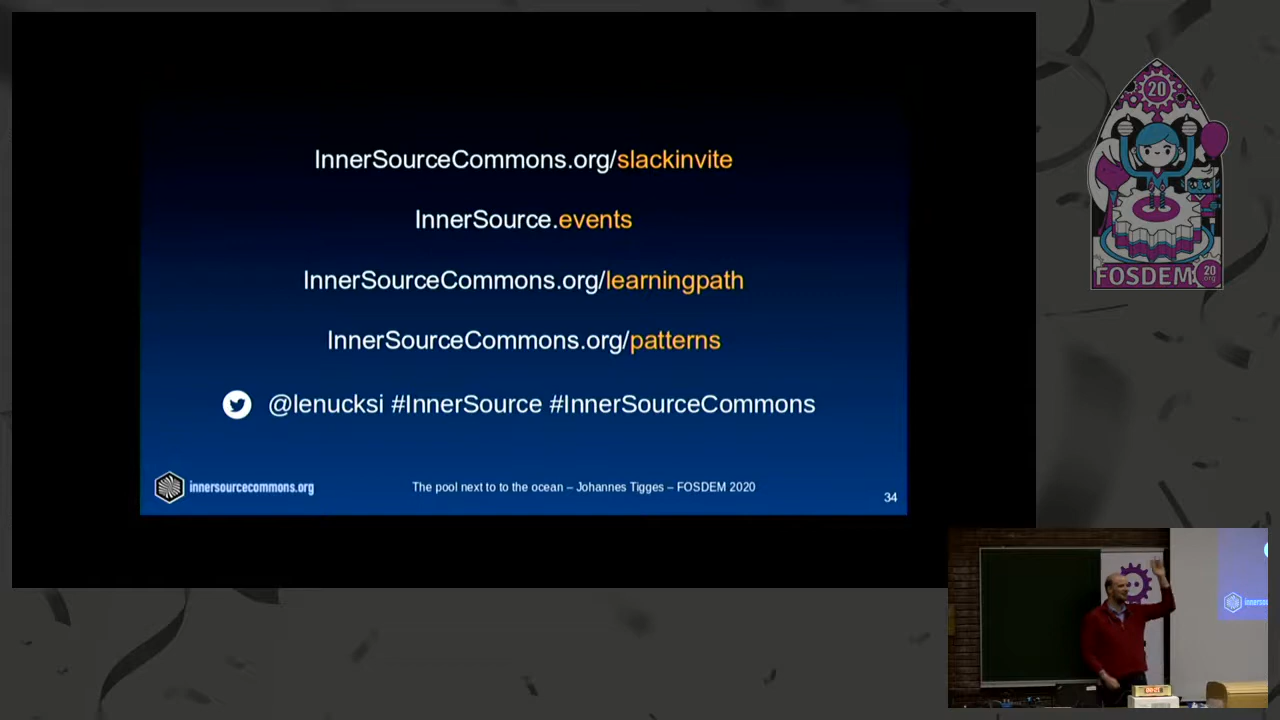 InnerSourceCommons.org/slackinvite
InnerSource.events
InnerSourceCommons.org/learningpath
InnerSourceCommons.org/patterns
@lenucksi #InnerSource #InnerSourceCommons
innersourcecommons.org
The pool next to to the ocean – Johannes Tigges – FOSDEM 2020
34
20
FOSDEM
20
org